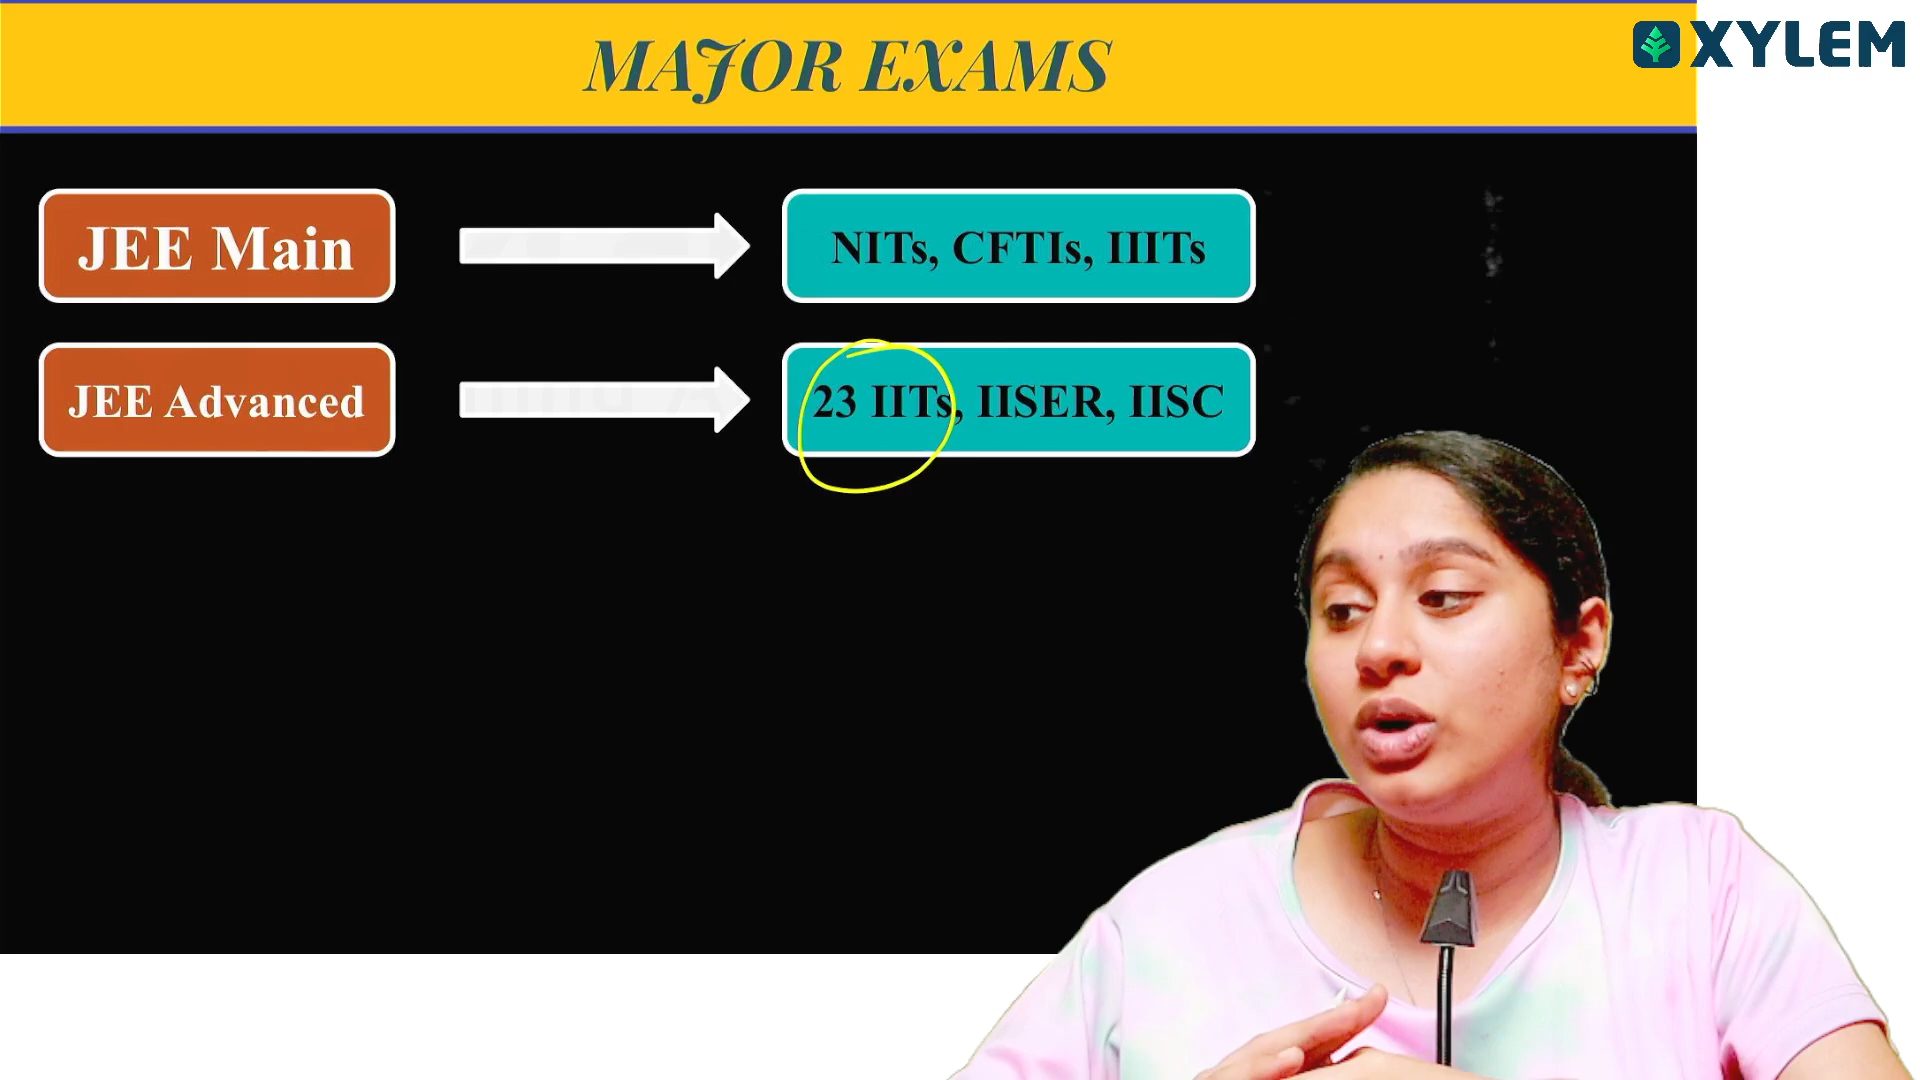 MAJOR EXAMS
XYLEM
JEE Main
NITs, CFTIs, IIITs
JEE Advanced
23 IITs, IISER, IISC